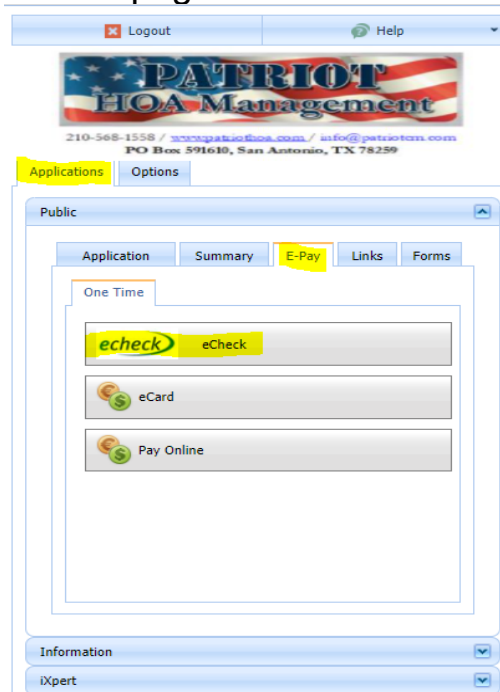 Logout Help
PATRIOT
HOA Management
210-568-1558 / www.patriothoa.com / info@patriotcm.com
PO Box 591610, San Antonio, TX 78259
Applications Options
Public
Application Summary E-Pay Links Forms
One Time
echeck eCheck
eCard
Pay Online
Information
iXpert